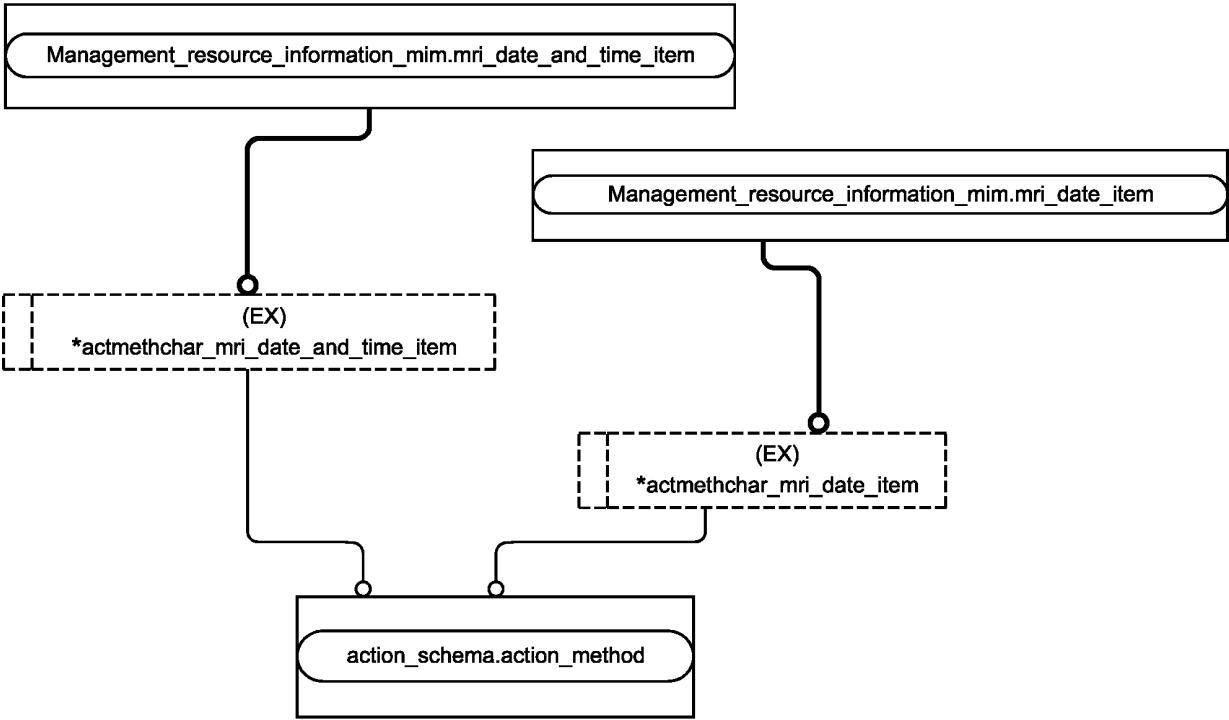 Management_resource_information_mim.mri_date_and_time_item
Management_resource_information_mim.mri_date_item
(EX)
*actmethchar_mri_date_and_time_item
(EX)
*actmethchar_mri_date_item
action_schema.action_method